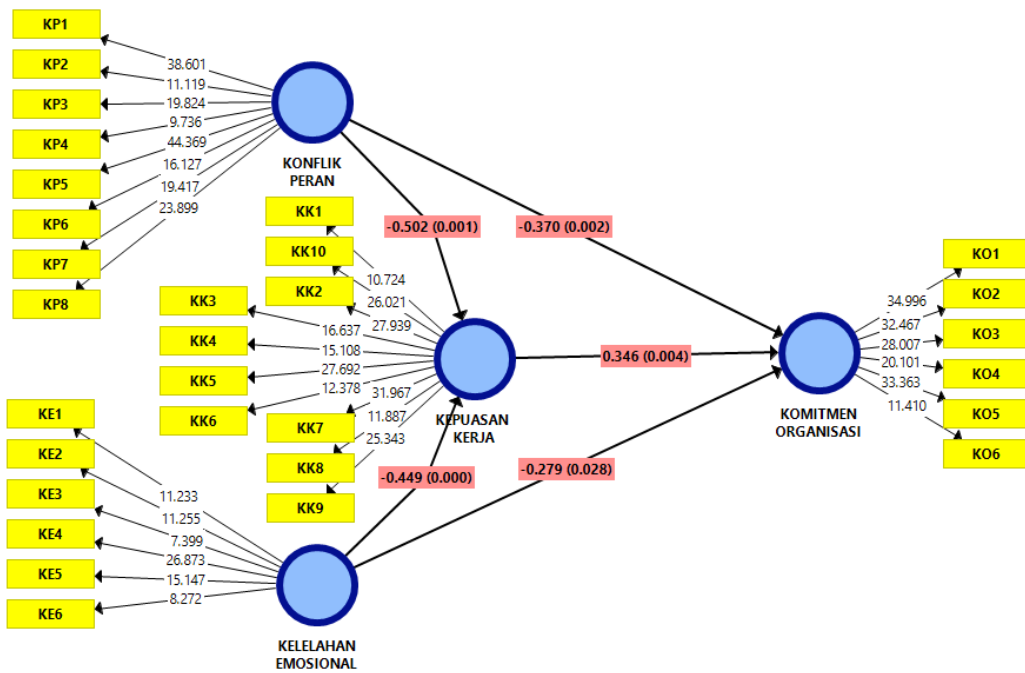 KP1
KP2
KP3
KP4
KP5
KP6
KP7
KP8
38.601
11.119
19.824
9.736
44.369
16.127
19.417
23.899
KONFLIK
PERAN
-0.502 (0.001)
-0.370 (0.002)
KK1
KK10
KK2
KK3
KK4
KK5
KK6
KK7
KK8
KK9
10.724
26.021
27.939
16.637
15.108
27.692
12.378
31.967
11.887
25.343
KEPUASAN
KERJA
0.346 (0.004)
-0.449 (0.000)
-0.279 (0.028)
KE1
KE2
KE3
KE4
KE5
KE6
11.233
11.255
7.399
26.873
15.147
8.272
KELELAHAN
EMOSIONAL
KOMITMEN
ORGANISASI
34.996
32.467
28.007
20.101
33.363
11.410
KO1
KO2
KO3
KO4
KO5
KO6